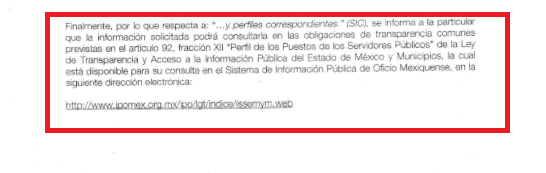 Finalmente, por lo que respecta a: "...y perfiles correspondientes." (SIC), se informa a la particular
que la información solicitada podrá consultarla en las obligaciones de transparencia comunes
previstas en el artículo 92, fracción XII "Perfil de los Puestos de los Servidores Públicos" de la Ley
de Transparencia y Acceso a la Información Pública del Estado de México y Municipios, la cual
está disponible para su consulta en el Sistema de Información Pública de Oficio Mexiquense, en la
siguiente dirección electrónica:
http://www.ipomex.org.mx/ipo/lgt/indice/issemym.web